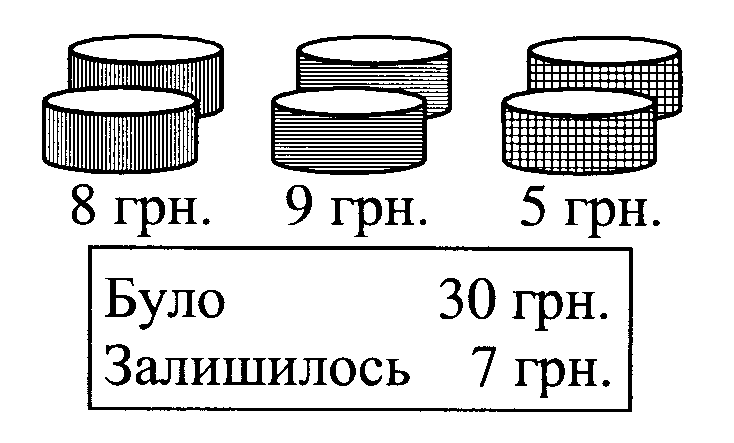 8 грн. 9 грн. 5 грн.
Було 30 грн.
Залишилось 7 грн.